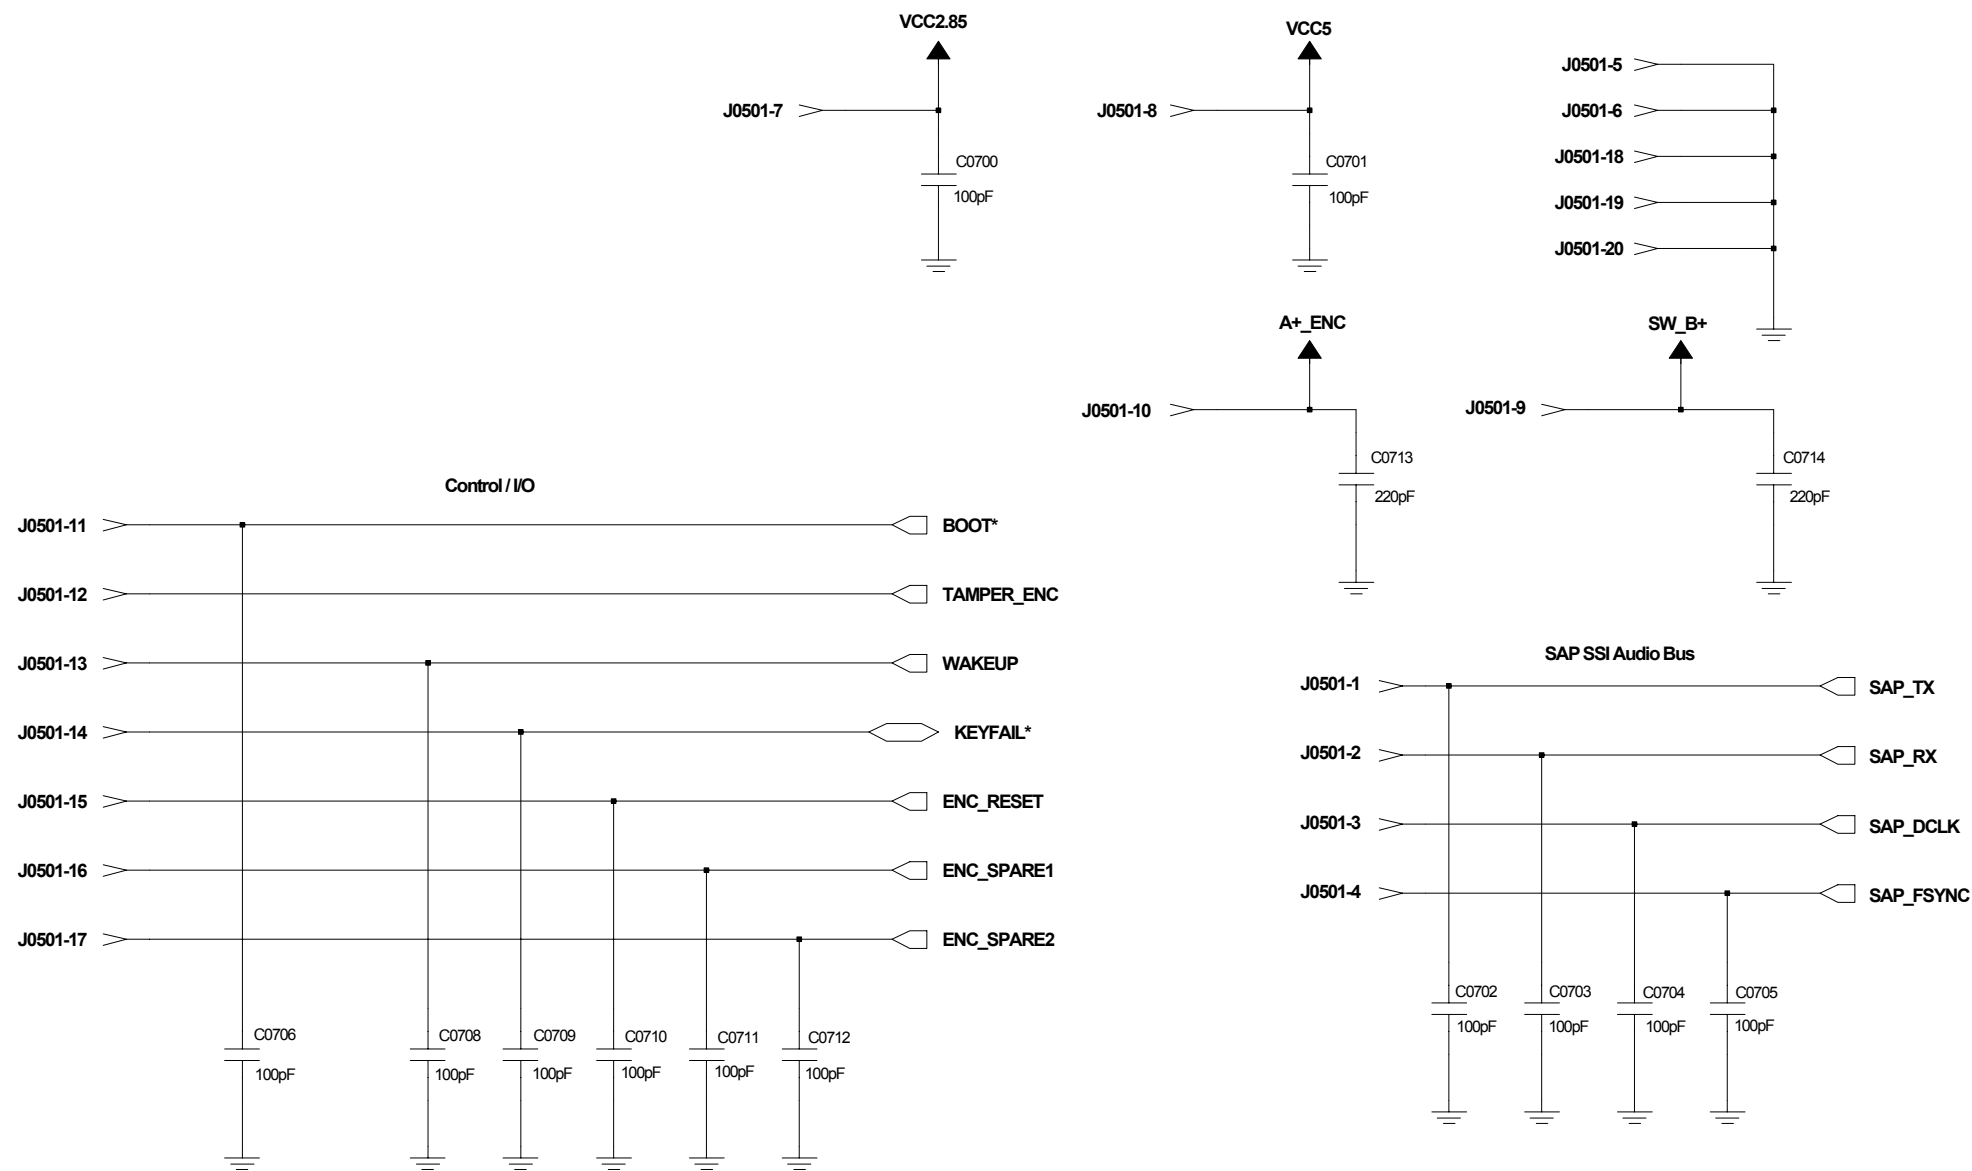 VCC2.85
VCC5
J0501-7
C0700
100pF
J0501-8
C0701
100pF
J0501-5
J0501-6
J0501-18
J0501-19
J0501-20
A+_ENC
J0501-10
C0713
220pF
SW_B+
J0501-9
C0714
220pF
Control / I/O
J0501-11
BOOT*
J0501-12
TAMPER_ENC
J0501-13
WAKEUP
J0501-14
KEYFAIL*
J0501-15
ENC_RESET
J0501-16
ENC_SPARE1
J0501-17
ENC_SPARE2
C0706
100pF
C0708
100pF
C0709
100pF
C0710
100pF
C0711
100pF
C0712
100pF
SAP SSI Audio Bus
J0501-1
SAP_TX
J0501-2
SAP_RX
J0501-3
SAP_DCLK
J0501-4
SAP_FSYNC
C0702
100pF
C0703
100pF
C0704
100pF
C0705
100pF